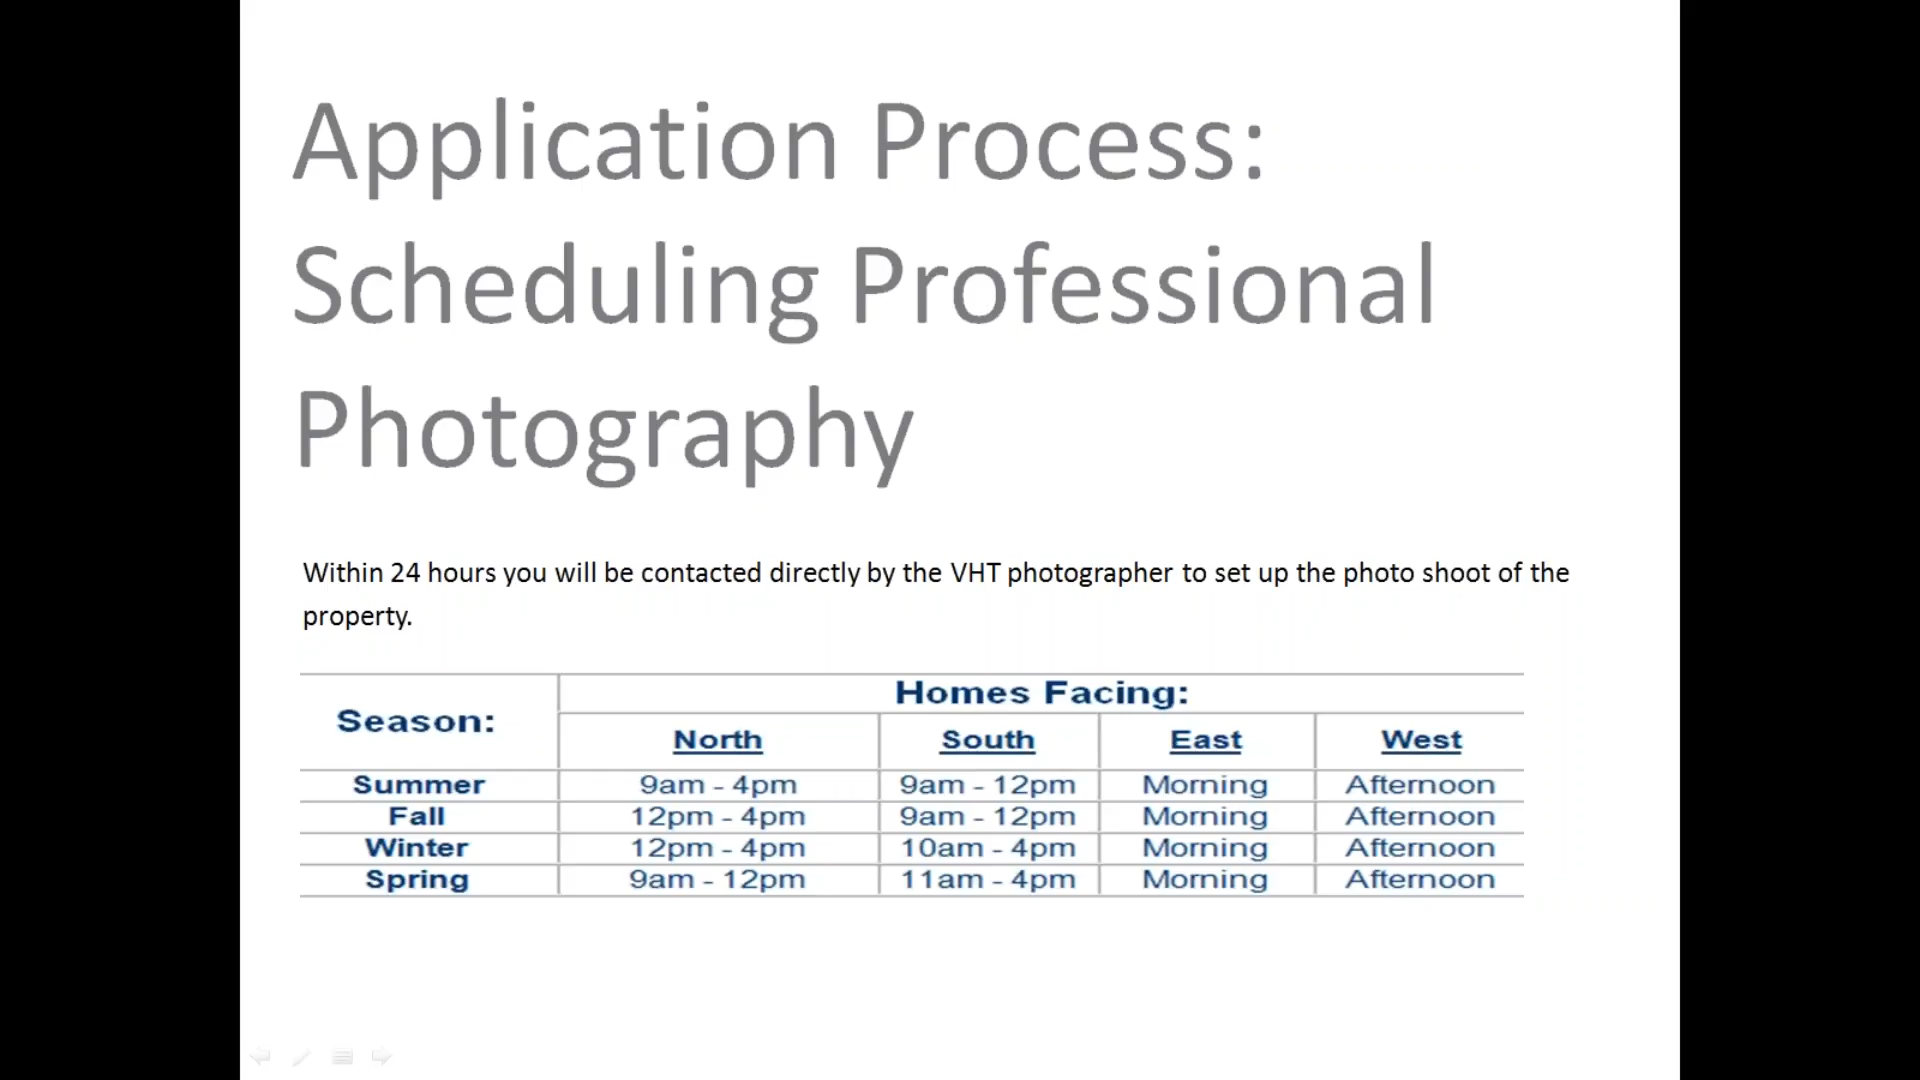 Application Process:
Scheduling Professional
Photography
Within 24 hours you will be contacted directly by the VHT photographer to set up the photo shoot of the
property.
Season: Homes Facing:
North South East West
Summer 9am - 4pm 9am - 12pm Morning Afternoon
Fall 12pm - 4pm 9am - 12pm Morning Afternoon
Winter 12pm - 4pm 10am - 4pm Morning Afternoon
Spring 9am - 12pm 11am - 4pm Morning Afternoon